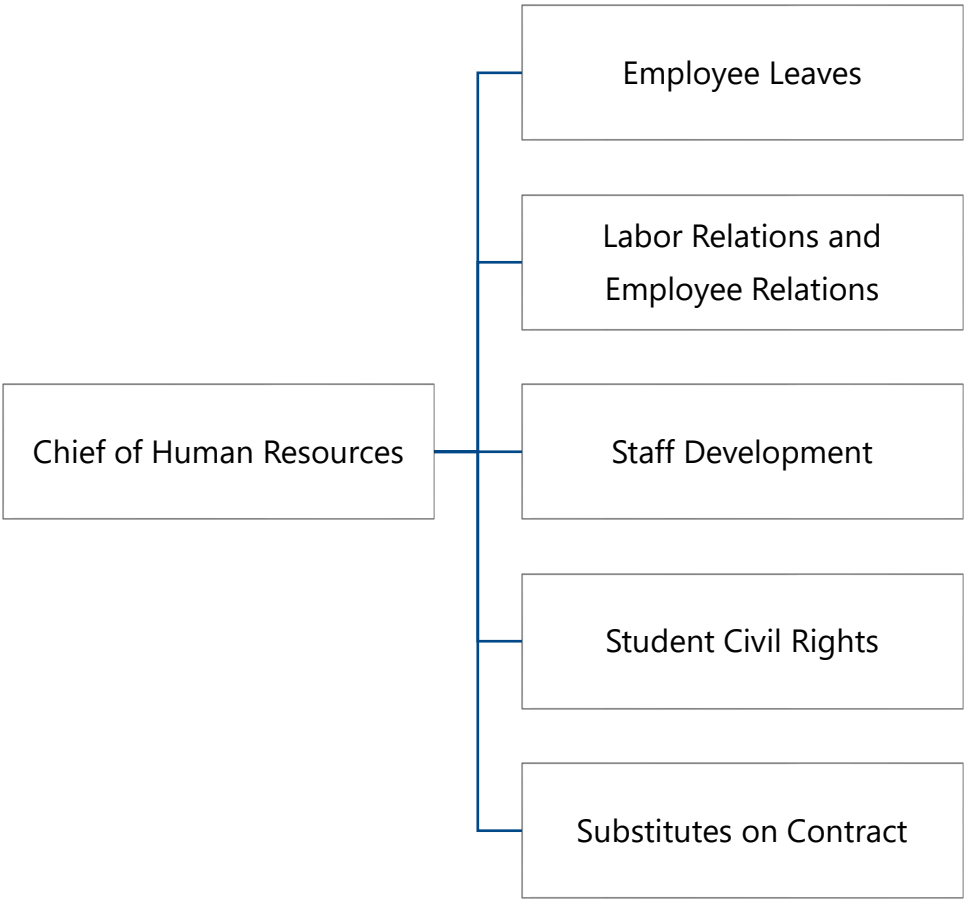 Employee Leaves
Labor Relations and
Employee Relations
Chief of Human Resources
Staff Development
Student Civil Rights
Substitutes on Contract